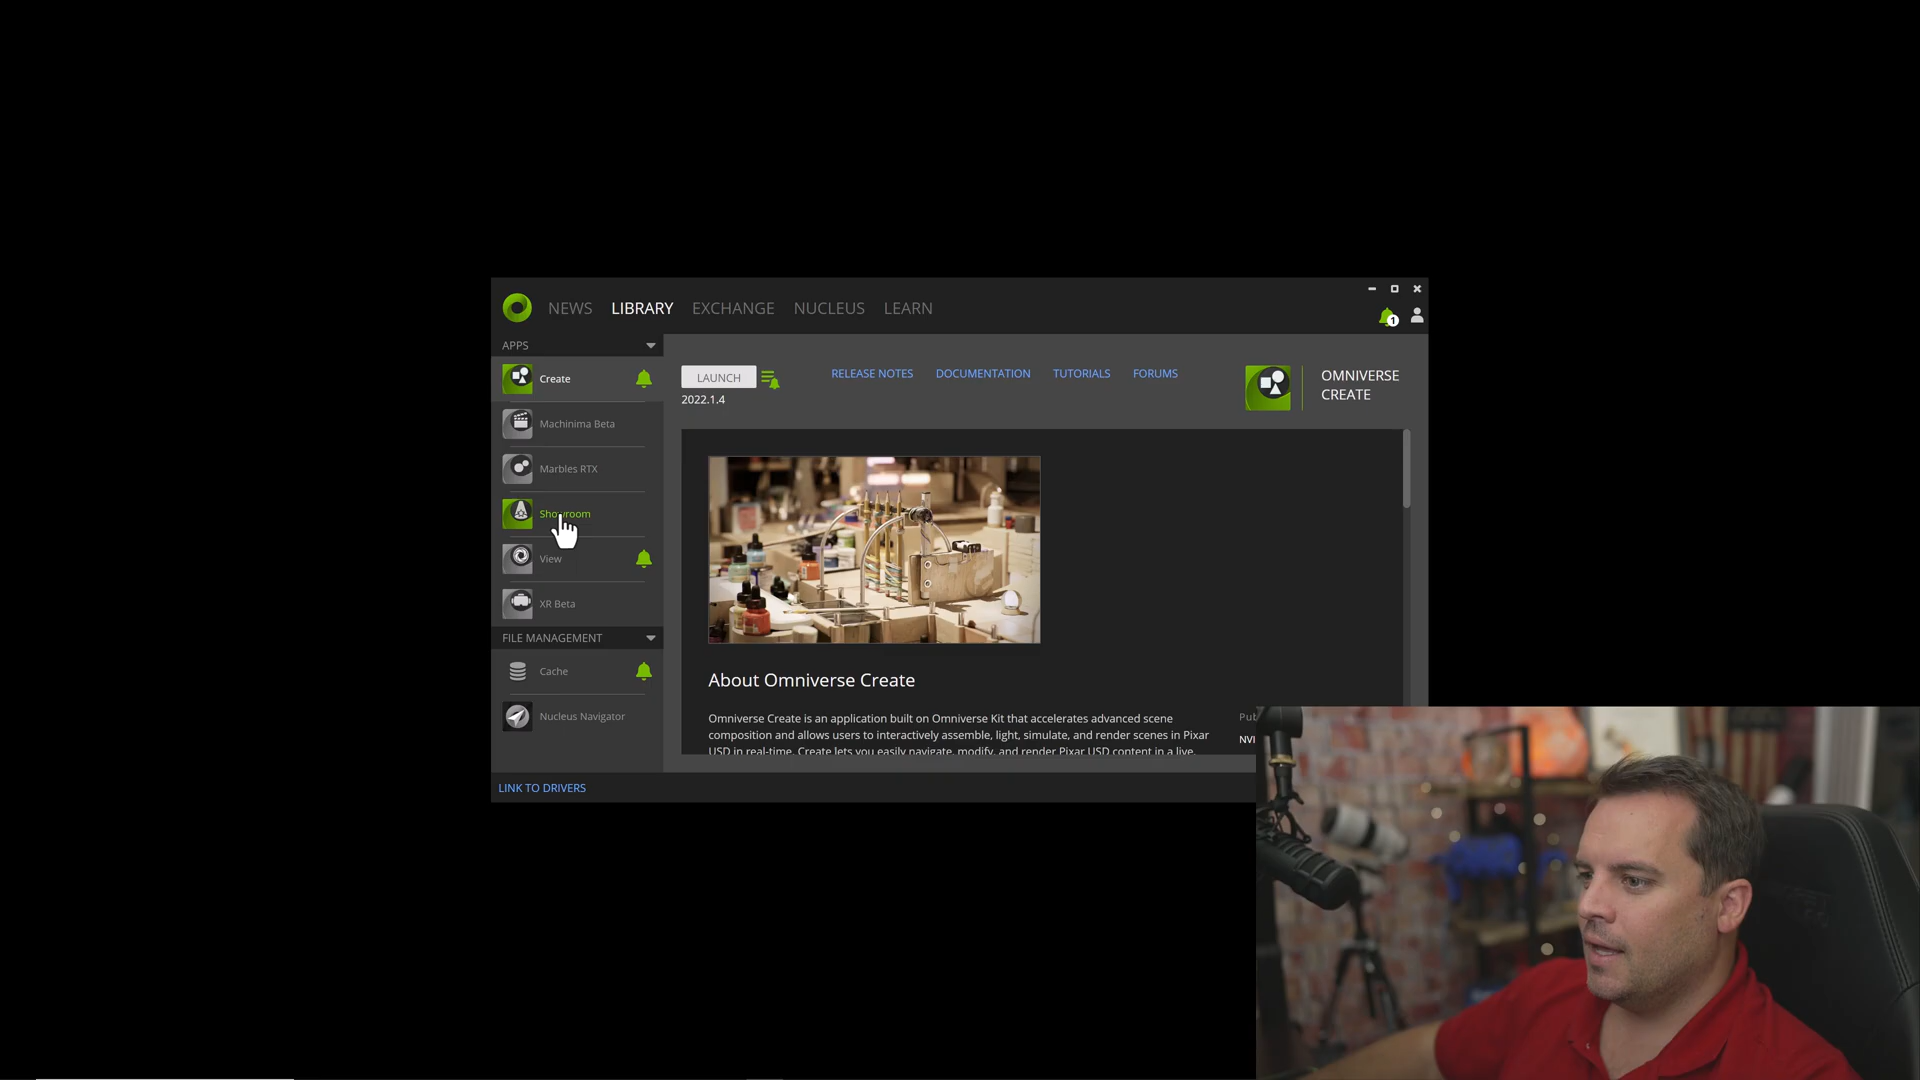 NEWS LIBRARY EXCHANGE NUCLEUS LEARN
1
APPS
Create
Machinima Beta
Marbles RTX
Showroom
View
XR Beta
FILE MANAGEMENT
Cache
Nucleus Navigator
LINK TO DRIVERS
LAUNCH
2022.1.4
RELEASE NOTES DOCUMENTATION TUTORIALS FORUMS
OMNIVERSE
CREATE
About Omniverse Create
Omniverse Create is an application built on Omniverse Kit that accelerates advanced scene
composition and allows users to interactively assemble, light, simulate, and render scenes in Pixar
USD in real-time. Create lets you easily navigate, modify, and render Pixar USD content in a live,
Pub
NVI